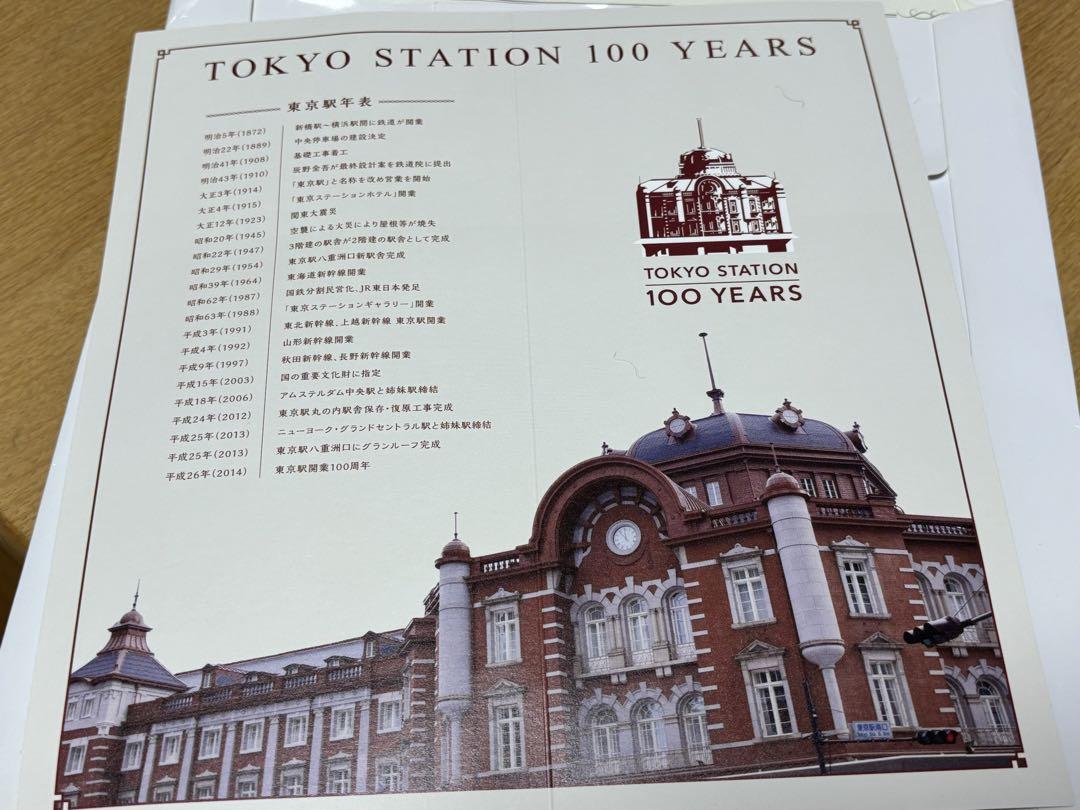 TOKYO STATION 100 YEARS
東京駅年表
明治5年(1872) 新橋駅~横浜駅間に鉄道が開業
明治22年(1889) 中央停車場の建設決定
明治41年(1908) 基礎工事着工
明治43年(1910) 辰野金吾が最終設計案を鉄道院に提出
大正3年(1914) 「東京駅」と名称を改め営業を開始
大正4年(1915) 「東京ステーションホテル」開業
大正12年(1923) 関東大震災
昭和20年(1945) 空襲による火災により屋根等が焼失
昭和22年(1947) 3階建の駅舎が2階建の駅舎として完成
昭和29年(1954) 東京駅八重洲口新駅舎完成
昭和39年(1964) 東海道新幹線開業
昭和62年(1987) 国鉄分割民営化、JR東日本発足
昭和63年(1988) 「東京ステーションギャラリー」開業
平成3年(1991) 東北新幹線、上越新幹線 東京駅開業
平成4年(1992) 山形新幹線開業
平成9年(1997) 秋田新幹線、長野新幹線開業
平成15年(2003) 国の重要文化財に指定
平成18年(2006) アムステルダム中央駅と姉妹駅締結
平成24年(2012) 東京駅丸の内駅舎保存・復原工事完成
平成25年(2013) ニューヨーク・グランドセントラル駅と姉妹駅締結
平成25年(2013) 東京駅八重洲口にグランルーフ完成
平成26年(2014) 東京駅開業100周年
TOKYO STATION
100 YEARS
東京駅南口